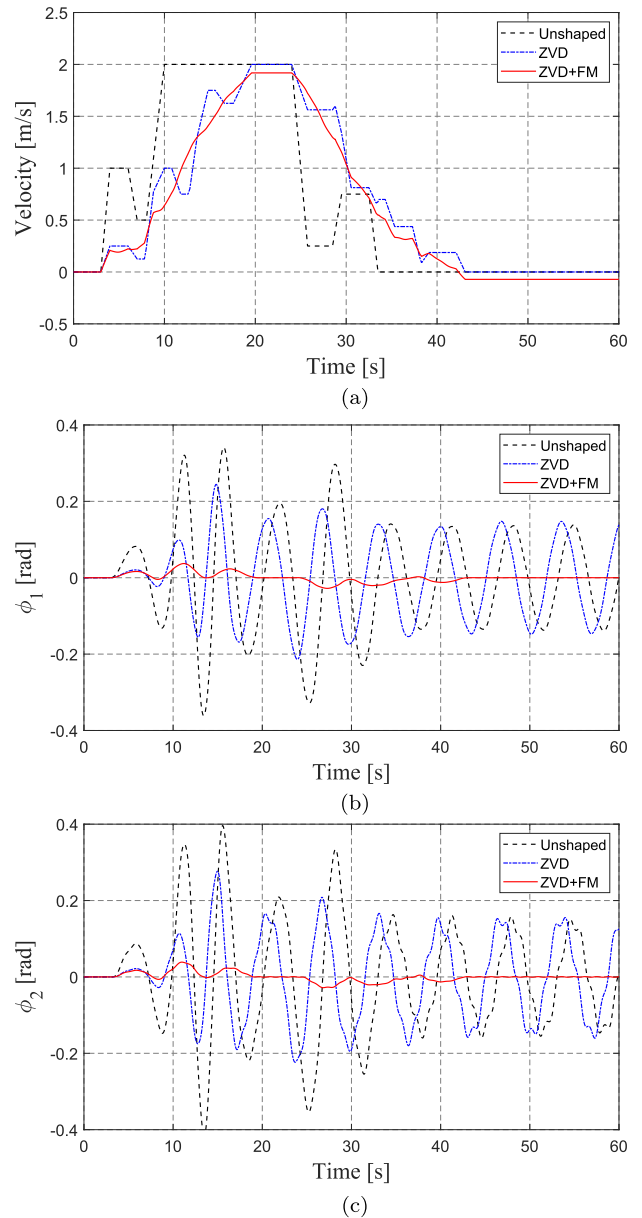 2.5
2
1.5
1
0.5
0
-0.5
Velocity [m/s]
Unshaped
ZVD
ZVD+FM
0 10 20 30 40 50 60
Time [s]
(a)
0.4
0.2
0
-0.2
-0.4
ϕ1 [rad]
Unshaped
ZVD
ZVD+FM
0 10 20 30 40 50 60
Time [s]
(b)
0.4
0.2
0
-0.2
-0.4
ϕ2 [rad]
Unshaped
ZVD
ZVD+FM
0 10 20 30 40 50 60
Time [s]
(c)